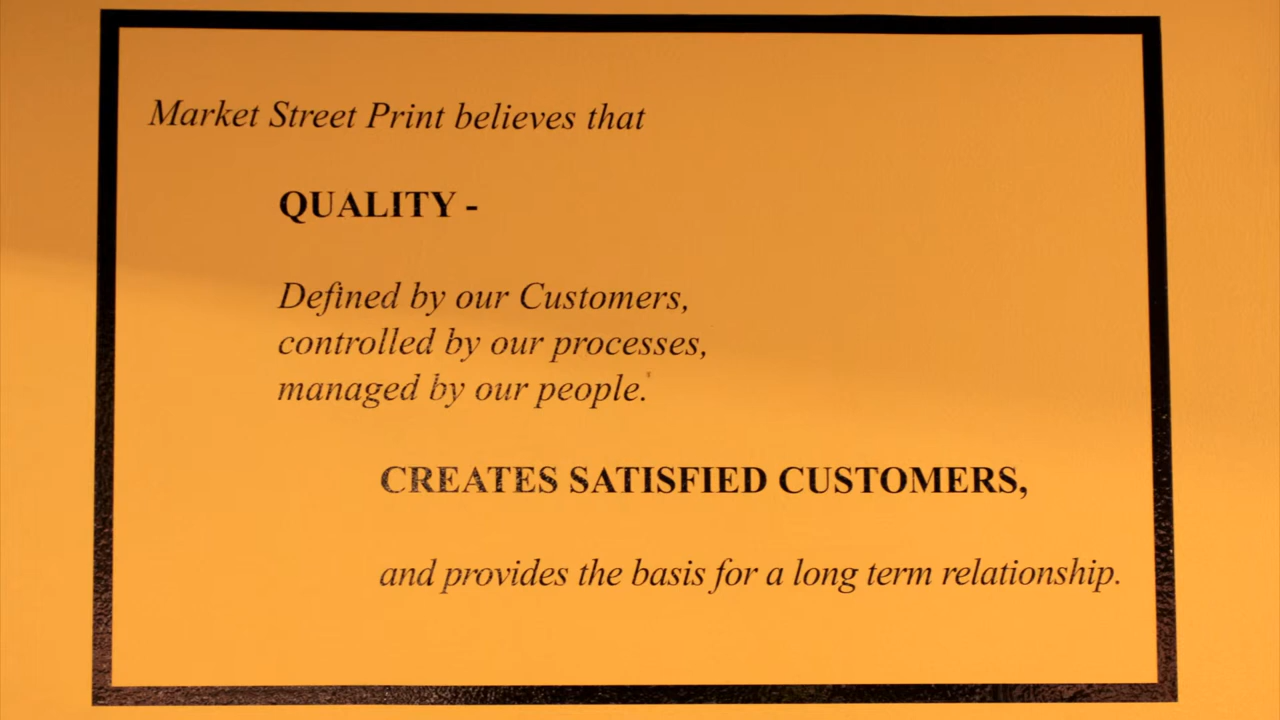 Market Street Print believes that
QUALITY -
Defined by our Customers,
controlled by our processes,
managed by our people.
CREATES SATISFIED CUSTOMERS,
and provides the basis for a long term relationship.